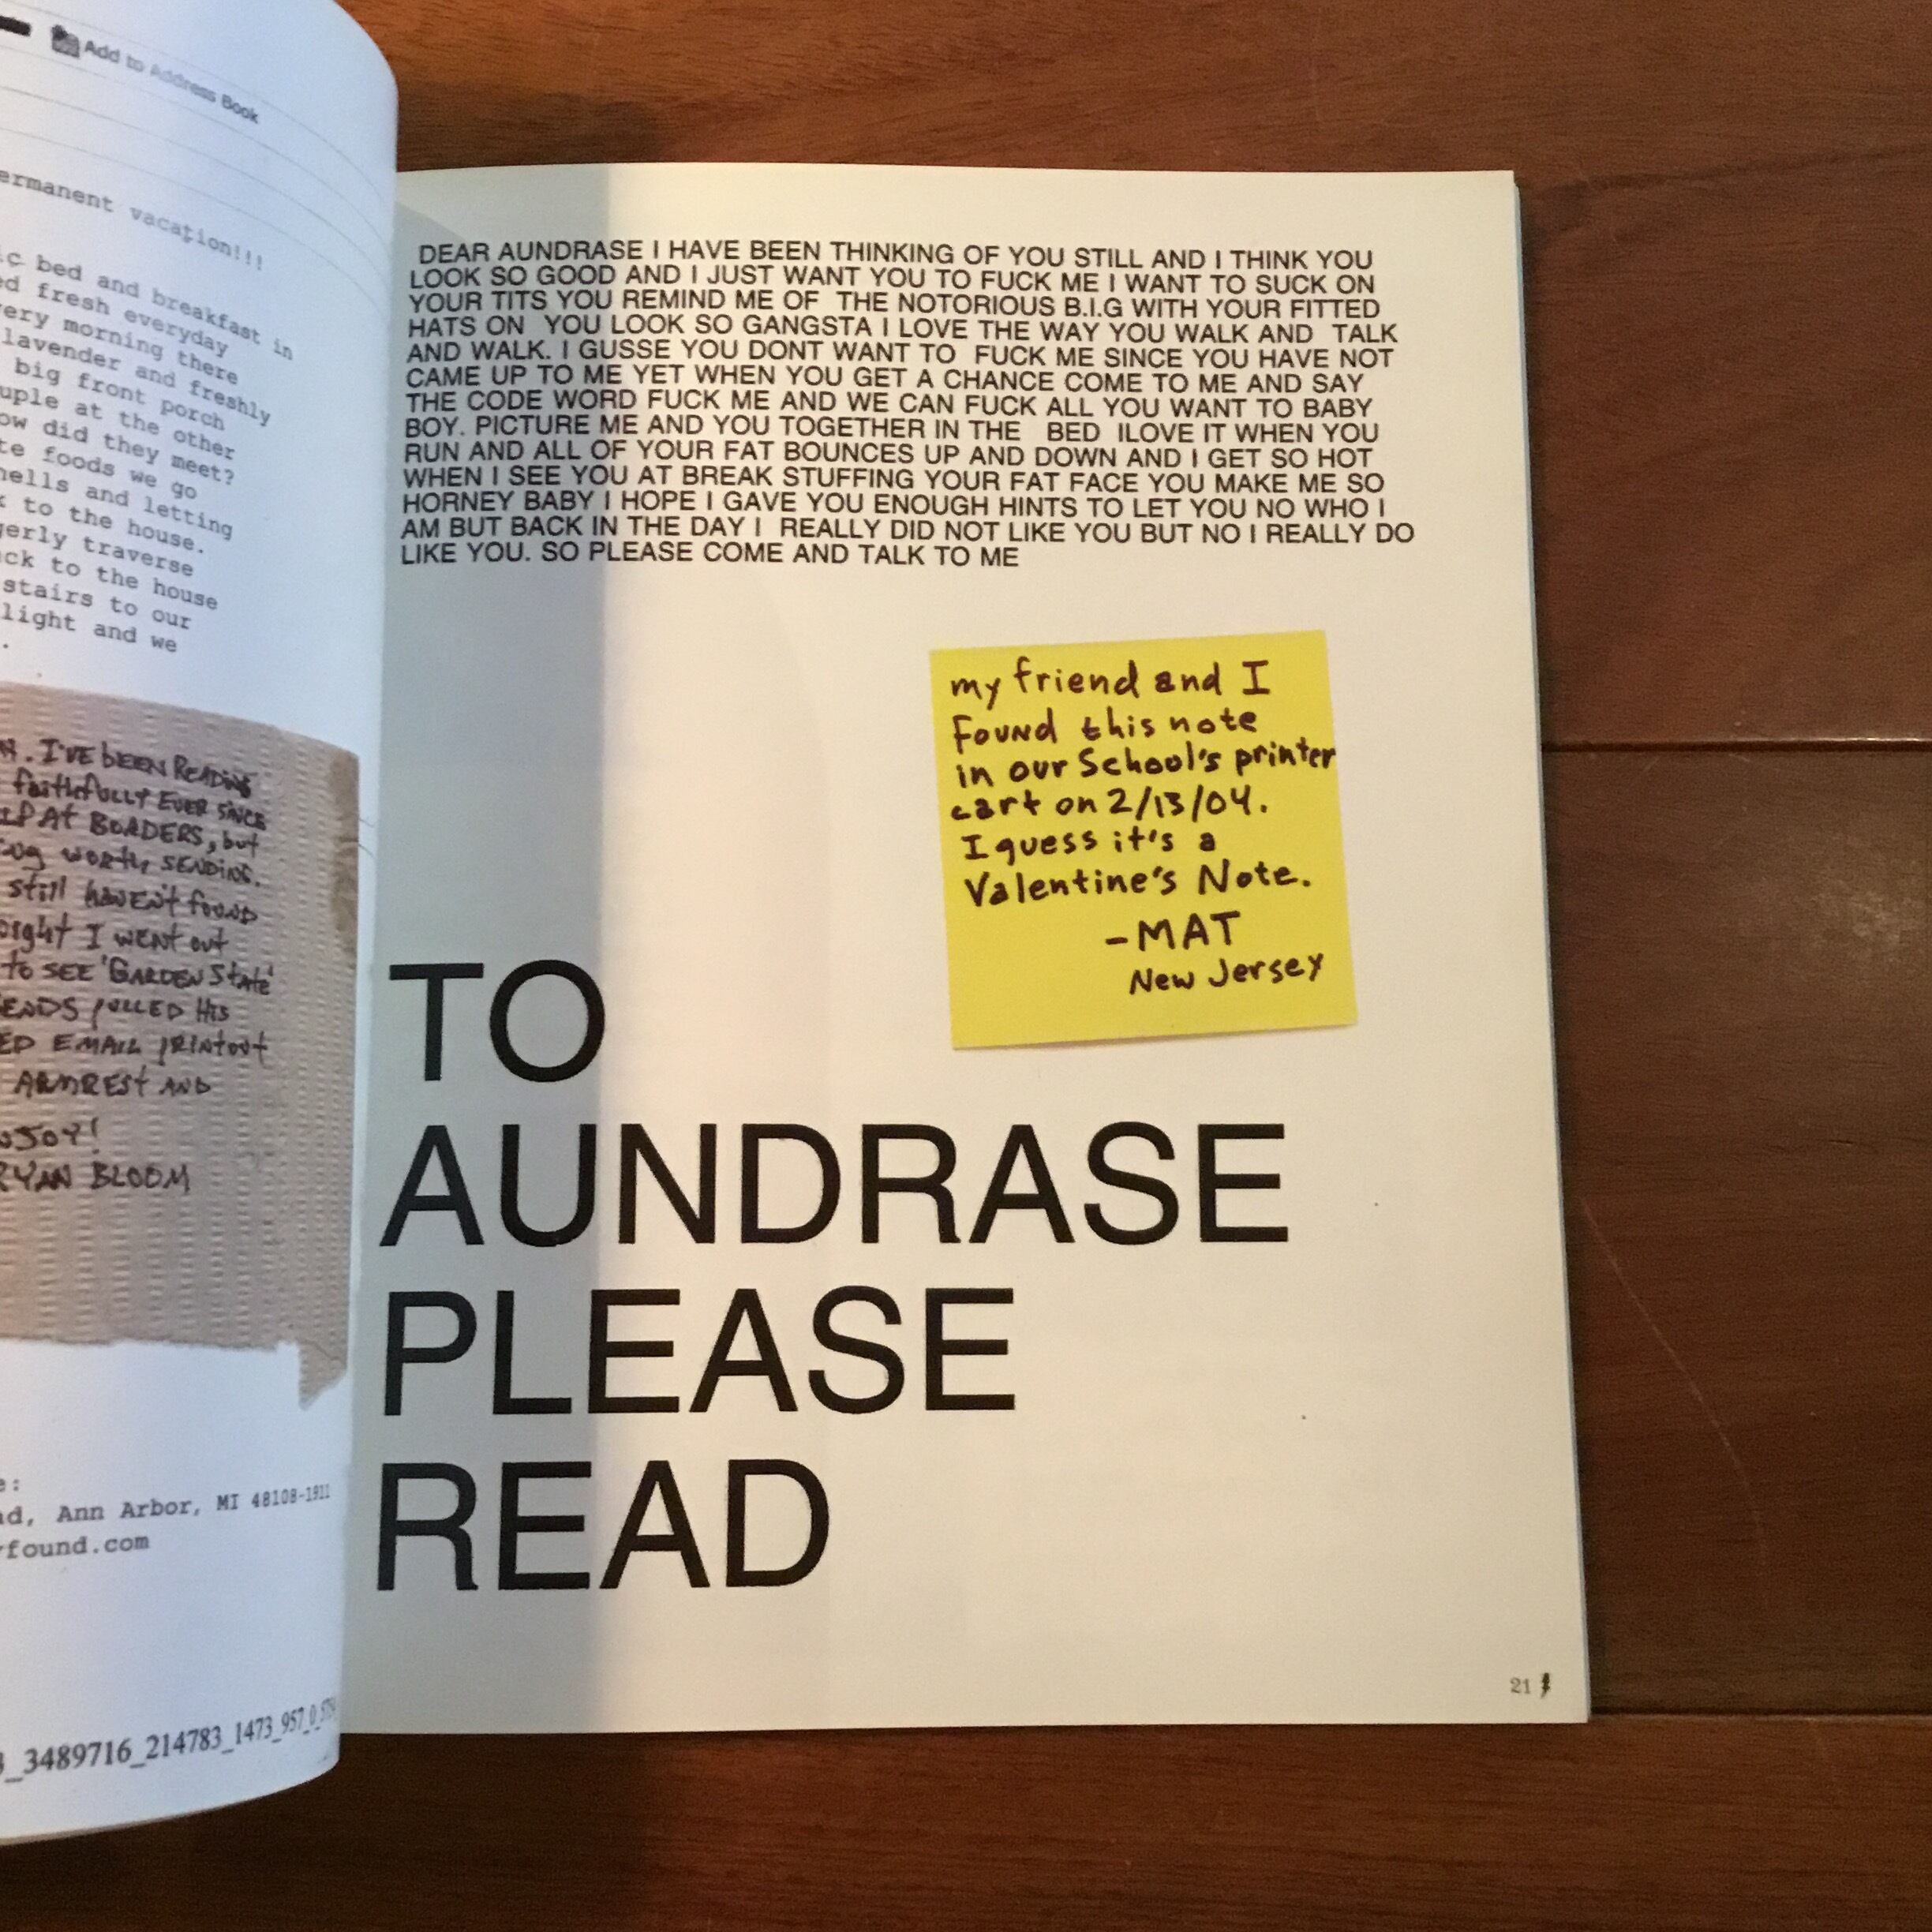 Add to Address Book
ermanent vacation!!!
ic bed and breakfast in
ed fresh everyday
very morning there
lavender and freshly
big front porch
uple at the other
ow did they meet?
te foods we go
hells and letting
k to the house.
gerly traverse
ack to the house
stairs to our
light and we
. I'VE bEEN READING
faithfully EVER SINCE
At BORDERS, but
worth SENDING.
still haven't found
I WENT out
to SEE 'GARDEN State'
PULLED His
EMAIL PRINTOUT
ARMREST AND
ENJOY!
RYAN BLOOM
e:
ad, Ann Arbor, MI 48108-1911
found.com
_3489716_214783_1473_957_0_
DEAR AUNDRASE I HAVE BEEN THINKING OF YOU STILL AND I THINK YOU
LOOK SO GOOD AND I JUST WANT YOU TO FUCK ME I WANT TO SUCK ON
YOUR TITS YOU REMIND ME OF THE NOTORIOUS B.I.G WITH YOUR FITTED
HATS ON YOU LOOK SO GANGSTA I LOVE THE WAY YOU WALK AND TALK
AND WALK. I GUSSE YOU DONT WANT TO FUCK ME SINCE YOU HAVE NOT
CAME UP TO ME YET WHEN YOU GET A CHANCE COME TO ME AND SAY
THE CODE WORD FUCK ME AND WE CAN FUCK ALL YOU WANT TO BABY
BOY. PICTURE ME AND YOU TOGETHER IN THE BED ILOVE IT WHEN YOU
RUN AND ALL OF YOUR FAT BOUNCES UP AND DOWN AND I GET SO HOT
WHEN I SEE YOU AT BREAK STUFFING YOUR FAT FACE YOU MAKE ME SO
HORNEY BABY I HOPE I GAVE YOU ENOUGH HINTS TO LET YOU NO WHO I
AM BUT BACK IN THE DAY I REALLY DID NOT LIKE YOU BUT NO I REALLY DO
LIKE YOU. SO PLEASE COME AND TALK TO ME
my friend and I
Found this note
in our School's printer
cart on 2/13/04.
I guess it's a
Valentine's Note.
-MAT
New Jersey
TO
AUNDRASE
PLEASE
READ
21